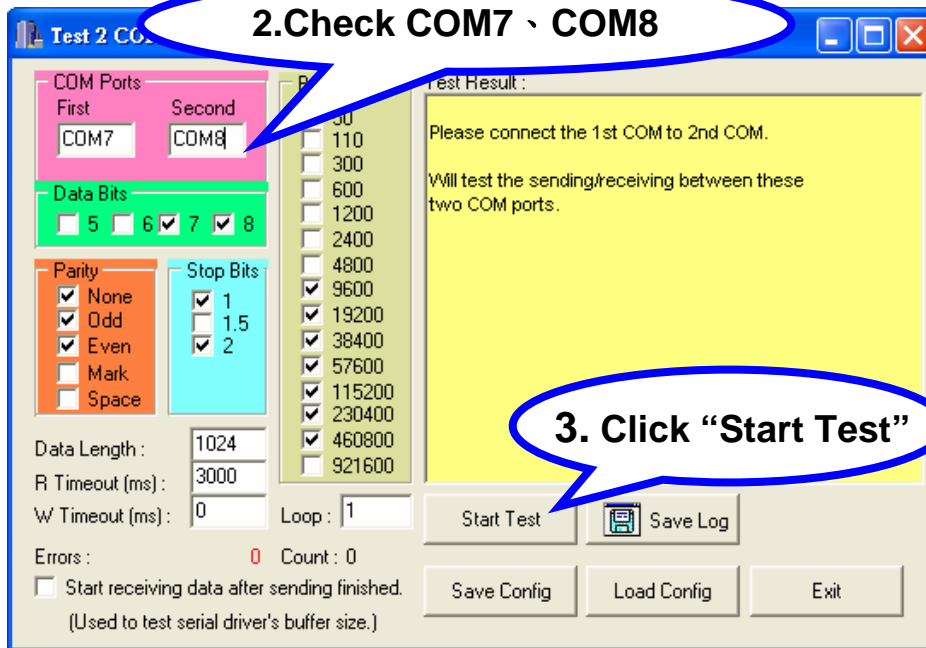 2.Check COM7、COM8
Test 2 CO
COM Ports
First Second
COM7 COM8
Data Bits
5 6 7 8
Parity
None
Odd
Even
Mark
Space
Stop Bits
1
1.5
2
110
300
600
1200
2400
4800
9600
19200
38400
57600
115200
230400
460800
921600
Test Result :
Please connect the 1st COM to 2nd COM.
Will test the sending/receiving between these
two COM ports.
3. Click “Start Test”
Data Length : 1024
R Timeout (ms) : 3000
W Timeout (ms) : 0
Loop : 1
Errors : 0 Count : 0
Start receiving data after sending finished.
(Used to test serial driver's buffer size.)
Start Test Save Log
Save Config Load Config Exit